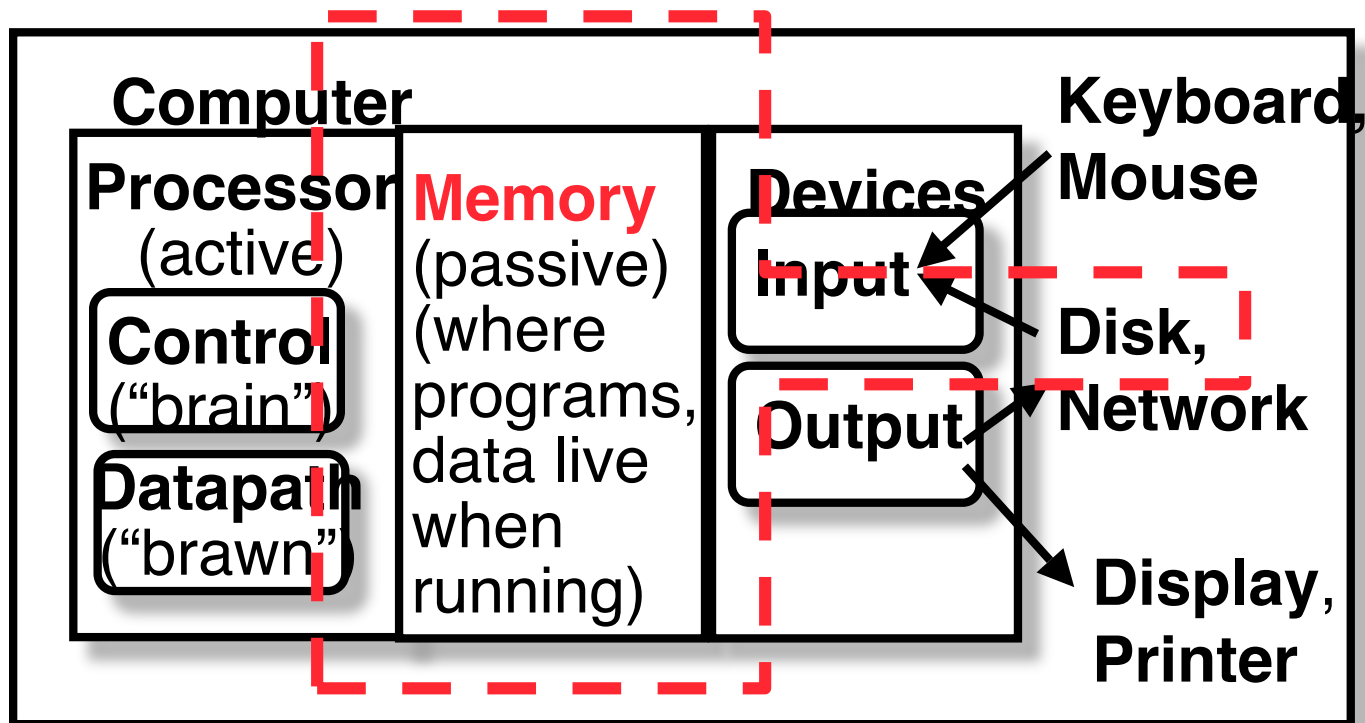 Computer
Processor
(active)
Control
(“brain”)
Datapath
(“brawn”)
Memory
(passive)
(where
programs,
data live
when
running)
Devices
Input
Output
Keyboard,
Mouse
Disk,
Network
Display,
Printer